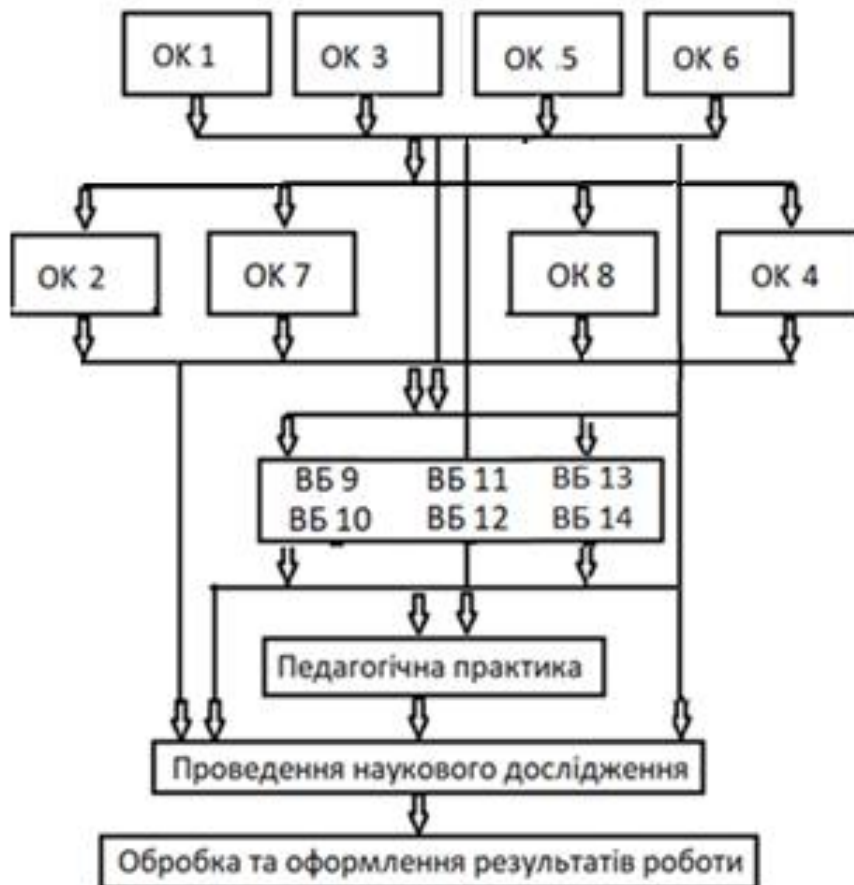 ОК 1
ОК 3
ОК .5
ОК 6
ОК 2
ОК 7
ОК 8
ОК 4
ВБ 9 ВБ 11 ВБ 13
ВБ 10 ВБ 12 ВБ 14
Педагогічна практика
Проведення наукового дослідження
Обробка та оформлення результатів роботи